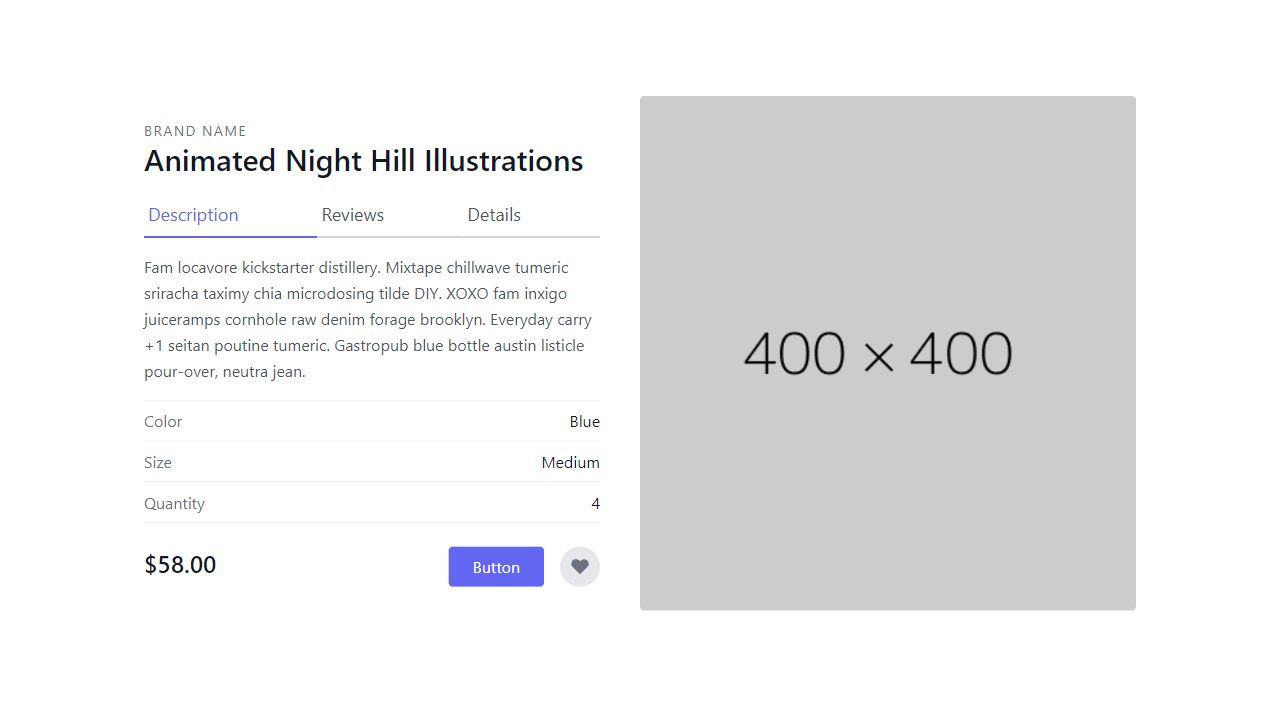 BRAND NAME
Animated Night Hill Illustrations
Description Reviews Details
Fam locavore kickstarter distillery. Mixtape chillwave tumeric
sriracha taximy chia microdosing tilde DIY. XOXO fam inxigo
juiceramps cornhole raw denim forage brooklyn. Everyday carry
+1 seitan poutine tumeric. Gastropub blue bottle austin listicle
pour-over, neutra jean.
Color Blue
Size Medium
Quantity 4
$58.00 Button
400 × 400